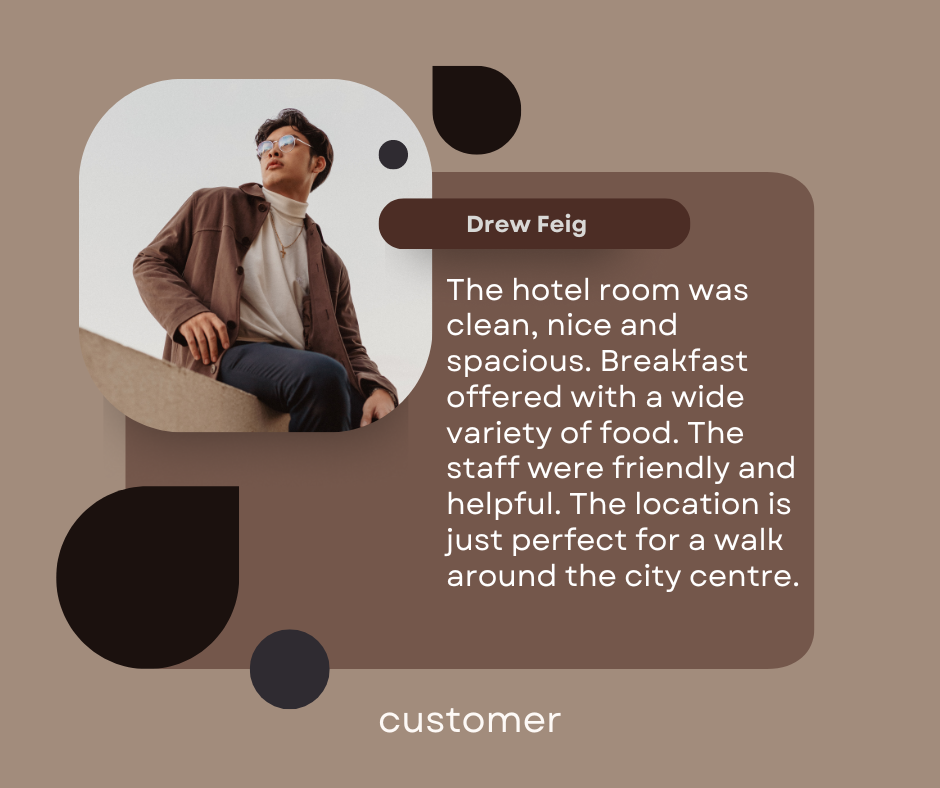 Drew Feig
The hotel room was
clean, nice and
spacious. Breakfast
offered with a wide
variety of food. The
staff were friendly and
helpful. The location is
just perfect for a walk
around the city centre.
customer